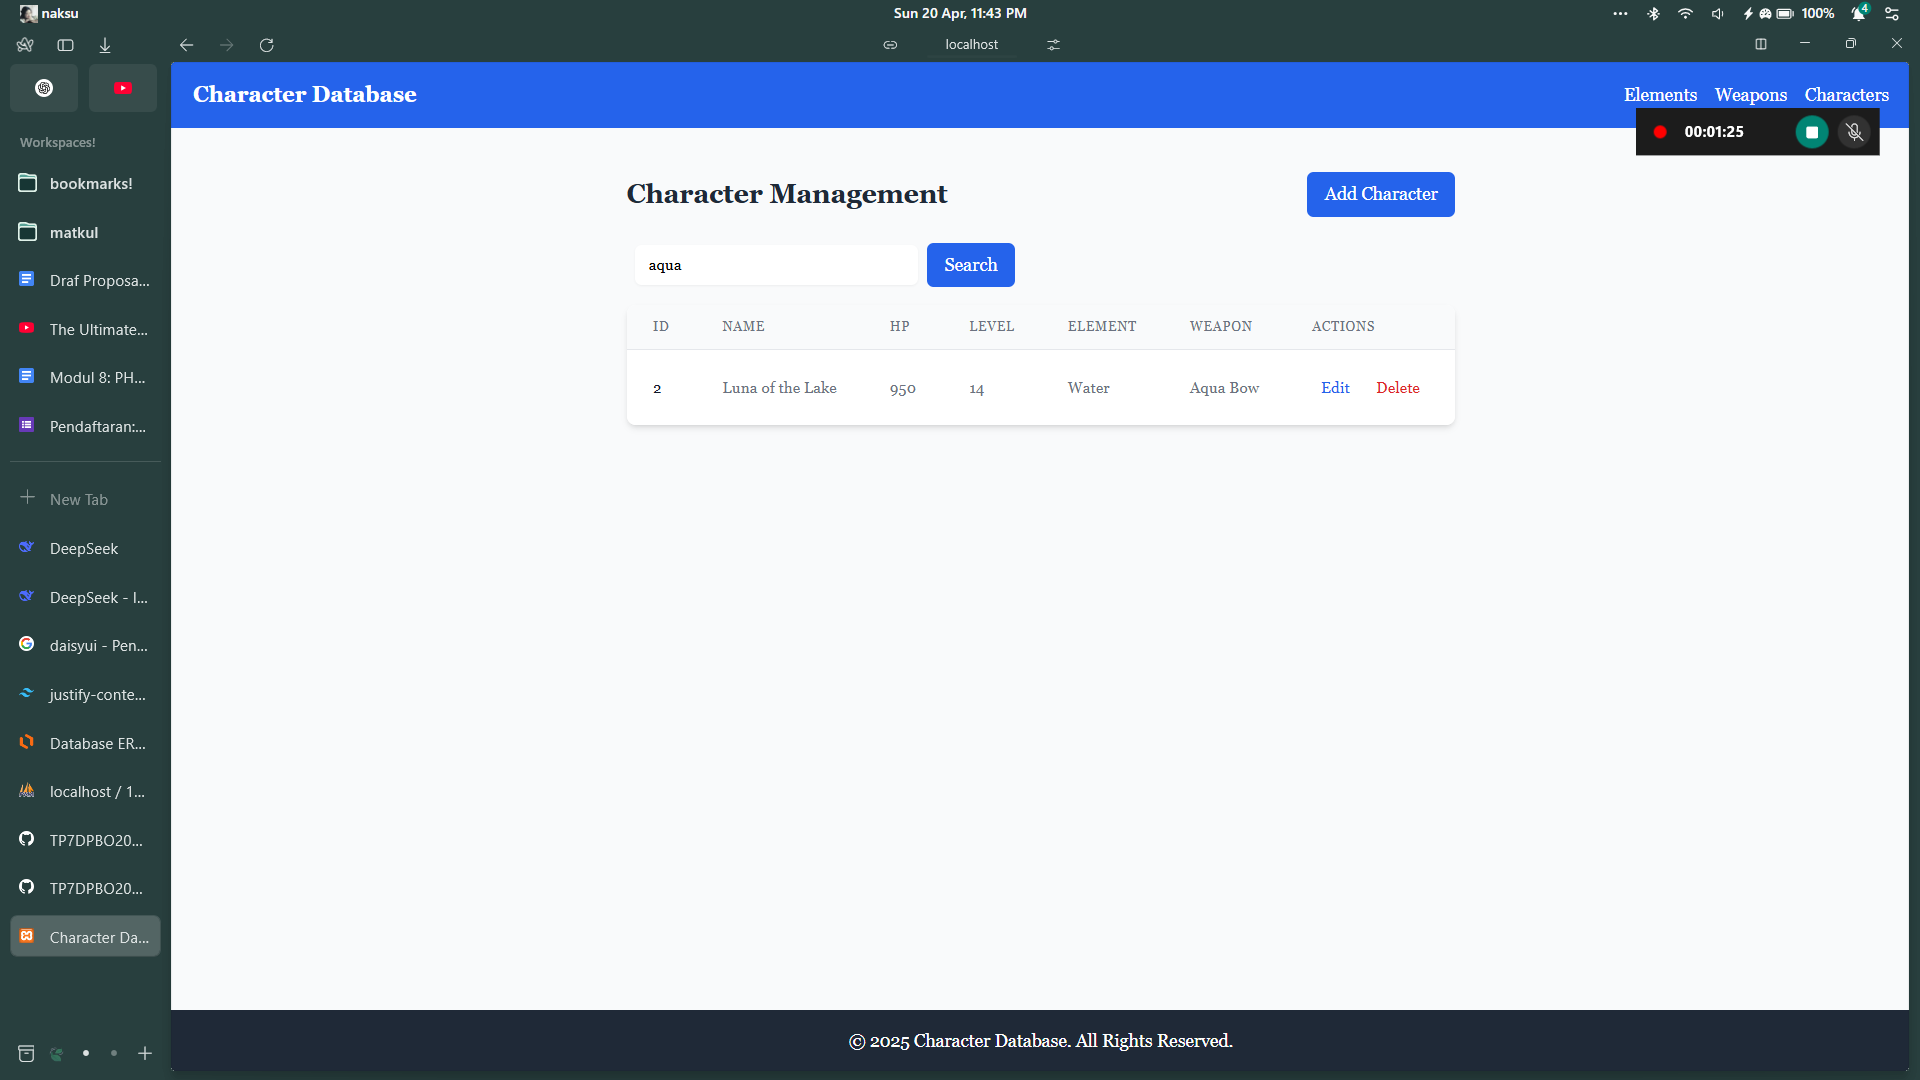 naksu
Sun 20 Apr, 11:43 PM
100%
4
localhost
Workspaces!
bookmarks!
matkul
Draf Proposa...
The Ultimate...
Modul 8: PH...
Pendaftaran:...
New Tab
DeepSeek
DeepSeek - I...
daisyui - Pen...
justify-conte...
Database ER...
localhost / 1...
TP7DPBO20...
TP7DPBO20...
Character Da...
Character Database
Elements Weapons Characters
00:01:25
Character Management
Add Character
aqua
Search
ID NAME HP LEVEL ELEMENT WEAPON ACTIONS
2 Luna of the Lake 950 14 Water Aqua Bow Edit Delete
© 2025 Character Database. All Rights Reserved.